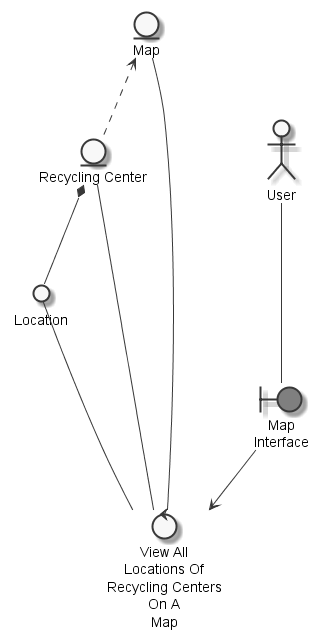 Map
Recycling Center
User
Location
Map
Interface
View All
Locations Of
Recycling Centers
On A
Map